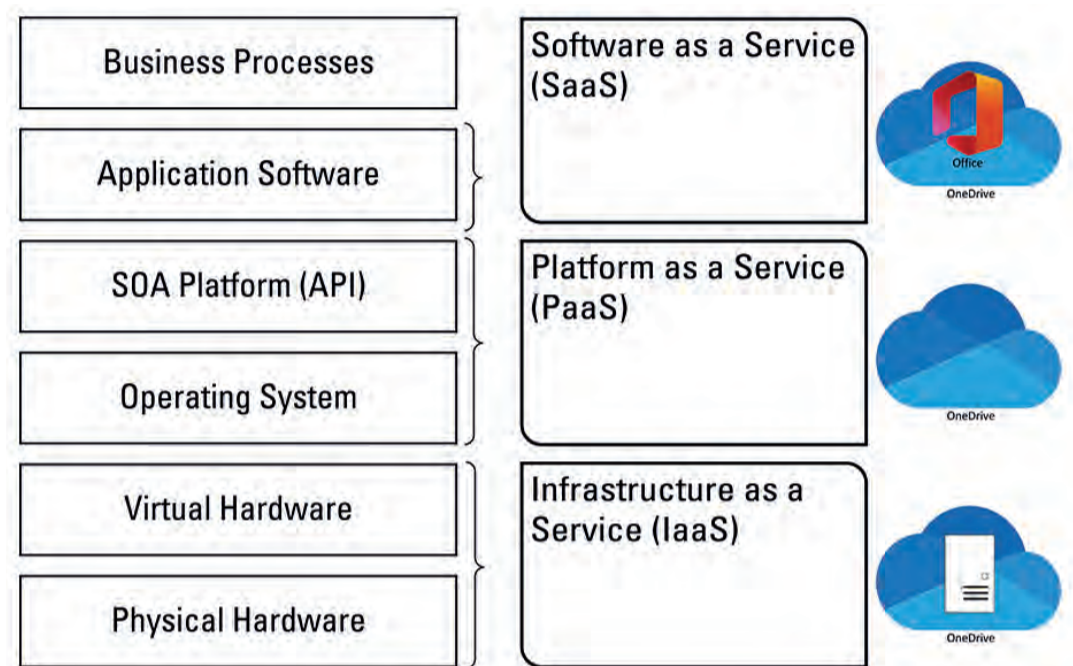 Business Processes
Application Software
SOA Platform (API)
Operating System
Virtual Hardware
Physical Hardware
Software as a Service
(SaaS)
Platform as a Service
(PaaS)
Infrastructure as a
Service (IaaS)
Office
OneDrive
OneDrive
OneDrive